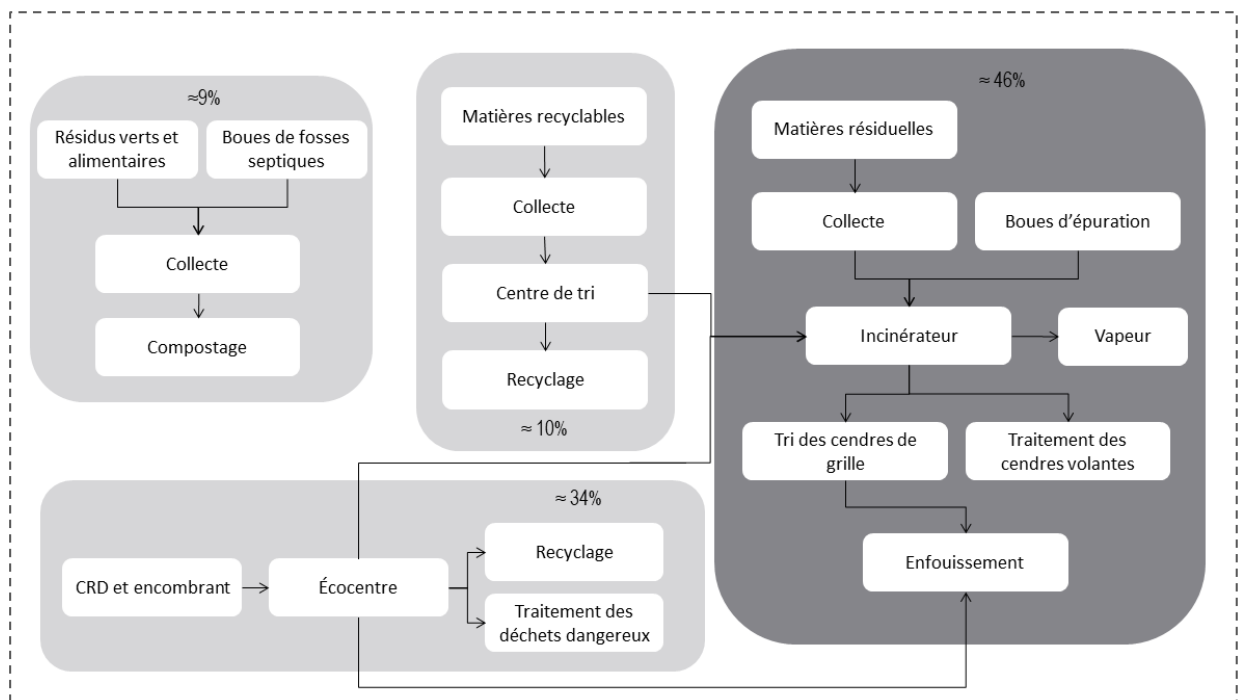 ≈9%
Résidus verts et
alimentaires
Boues de fosses
septiques
Collecte
Compostage
Matières recyclables
Collecte
Centre de tri
Recyclage
≈ 10%
≈ 46%
Matières résiduelles
Collecte
Boues d'épuration
Incinérateur
Vapeur
Tri des cendres de
grille
Traitement des
cendres volantes
Enfouissement
≈ 34%
CRD et encombrant
Écocentre
Recyclage
Traitement des
déchets dangereux